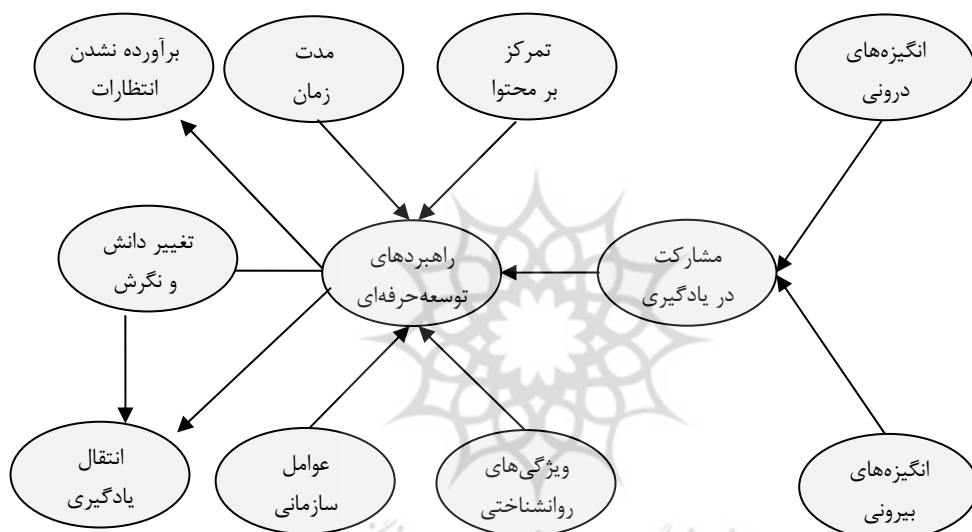 انگیزه‌های
درونی
تمرکز
بر محتوا
مدت
زمان
برآورده نشدن
انتظارات
مشارکت
در یادگیری
راهبردهای
توسعه‌حرفه‌ای
تغییر دانش
و نگرش
انگیزه‌های
بیرونی
ویژگی‌های
روانشناختی
عوامل
سازمانی
انتقال
یادگیری